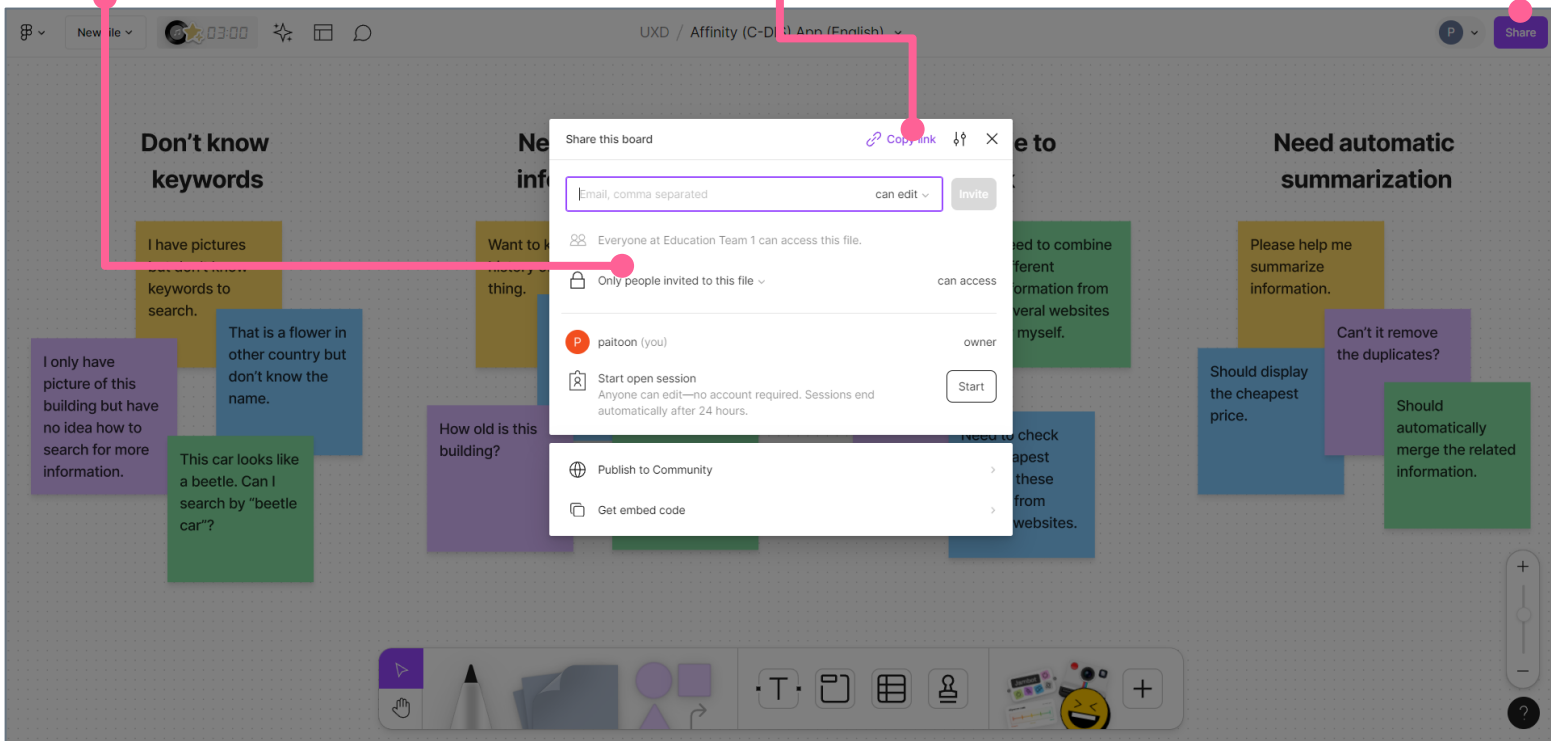 New file
03:00
UXD / Affinity (C-DIS) App (English)
P
Share
Don't know
keywords
Ne
inf
e to
Need automatic
summarization
I have pictures
but don't know
keywords to
search.
That is a flower in
other country but
don't know the
name.
I only have
picture of this
building but have
no idea how to
search for more
information.
This car looks like
a beetle. Can I
search by "beetle
car"?
Want to k
history o
thing.
How old is this
building?
Share this board
Copy link
Email, comma separated
can edit
Invite
Everyone at Education Team 1 can access this file.
Only people invited to this file
can access
P
paitoon (you)
owner
Start open session
Anyone can edit—no account required. Sessions end
automatically after 24 hours.
Start
Publish to Community
Get embed code
eed to combine
fferent
ormation from
veral websites
myself.
Need to check
apest
these
from
websites.
Please help me
summarize
information.
Can't it remove
the duplicates?
Should display
the cheapest
price.
Should
automatically
merge the related
information.
T
?